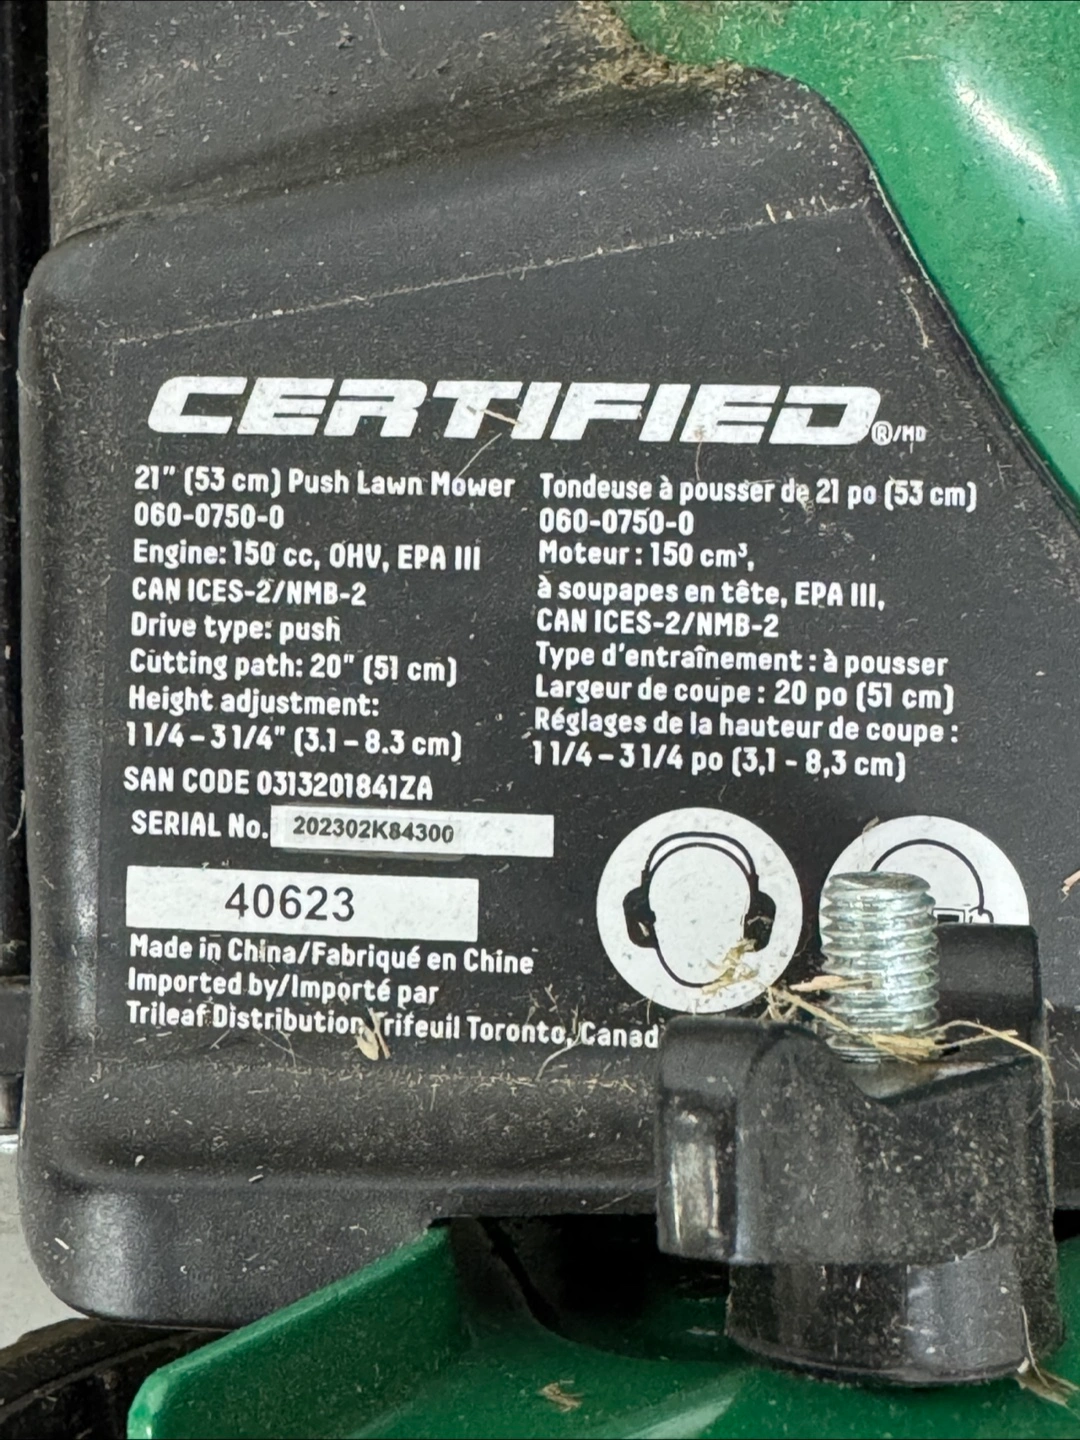 CERTIFIED®/MD
21" (53 cm) Push Lawn Mower
060-0750-0
Engine: 150 cc, OHV, EPA III
CAN ICES-2/NMB-2
Drive type: push
Cutting path: 20" (51 cm)
Height adjustment:
1 1/4 – 3 1/4" (3.1 – 8.3 cm)
SAN CODE 0313201841ZA
SERIAL No. 202302K84300
40623
Made in China/Fabriqué en Chine
Imported by/Importé par
Trileaf Distribution Trifeuil Toronto, Canad
Tondeuse à pousser de 21 po (53 cm)
060-0750-0
Moteur : 150 cm³,
à soupapes en tête, EPA III,
CAN ICES-2/NMB-2
Type d'entraînement : à pousser
Largeur de coupe : 20 po (51 cm)
Réglages de la hauteur de coupe :
1 1/4 – 3 1/4 po (3,1 – 8,3 cm)